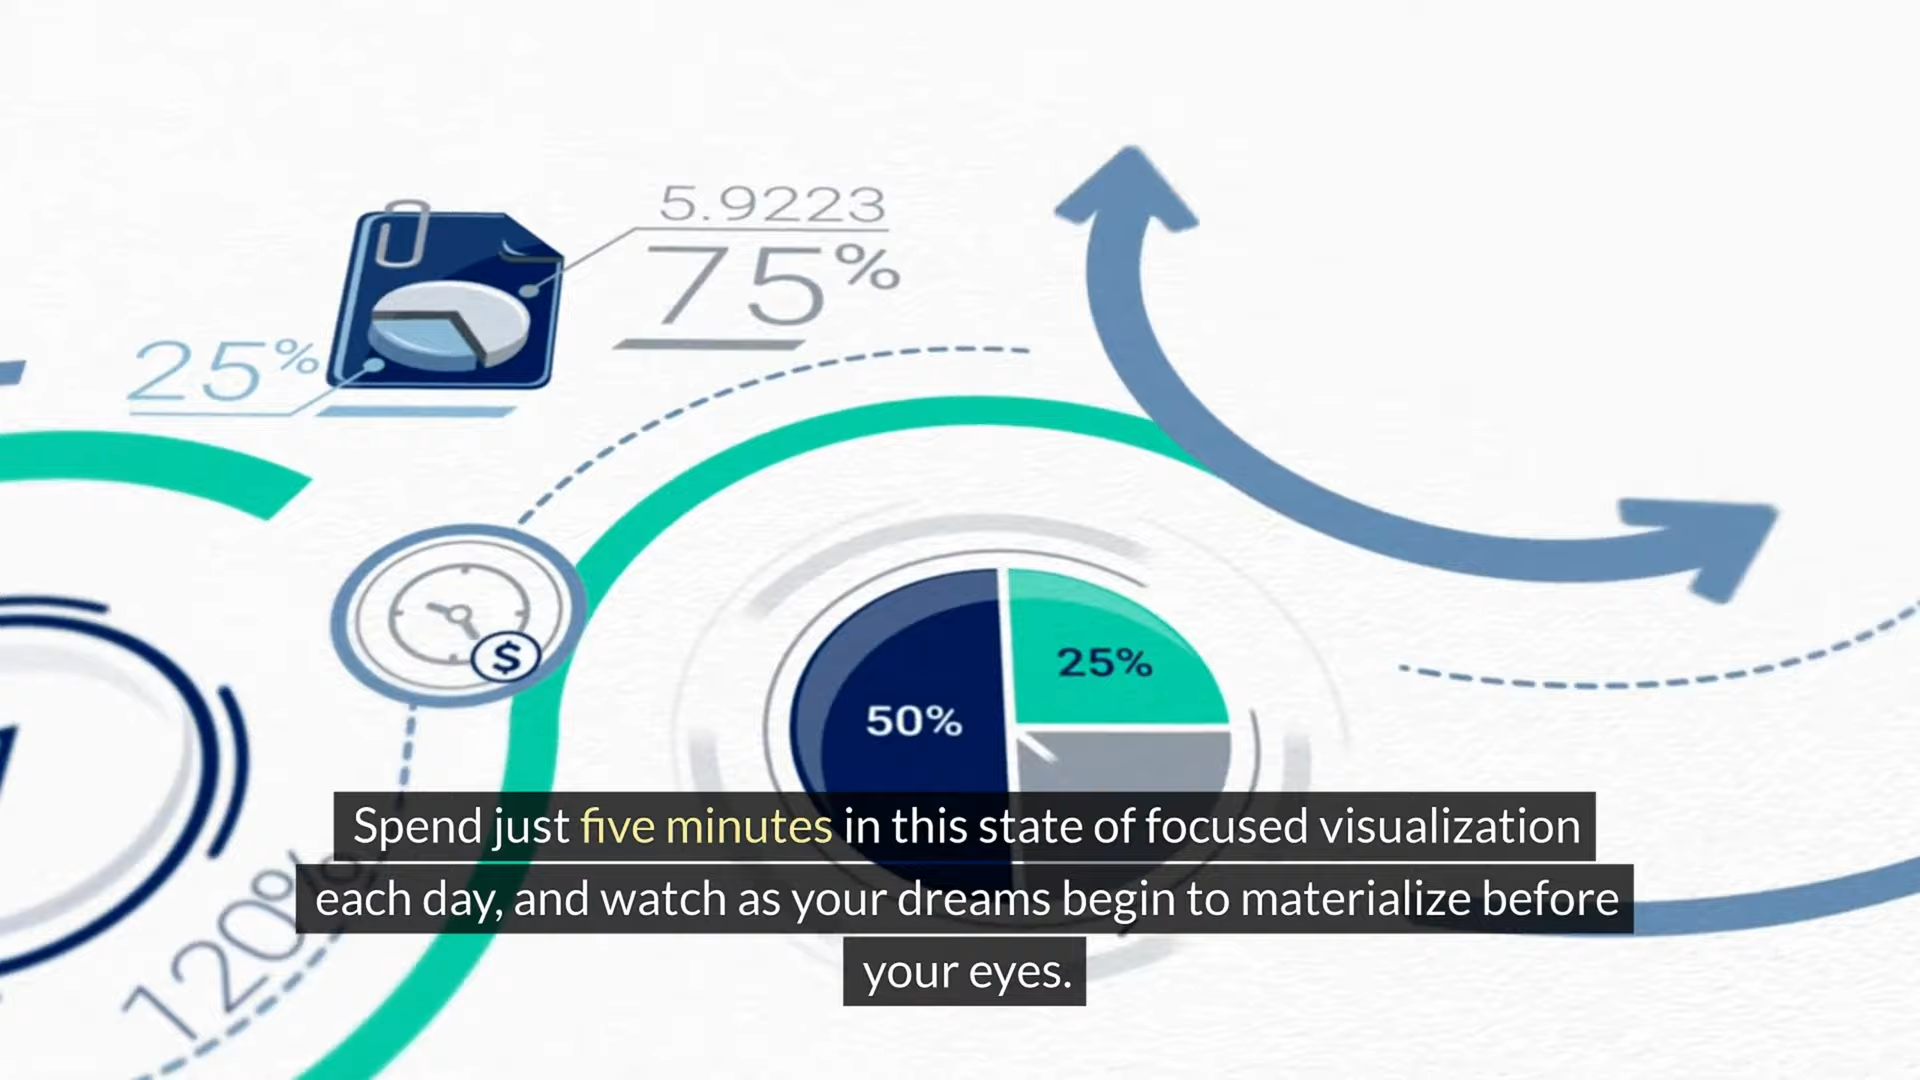 5.9223
75%
25%
$
25%
50%
120%
Spend just five minutes in this state of focused visualization
each day, and watch as your dreams begin to materialize before
your eyes.